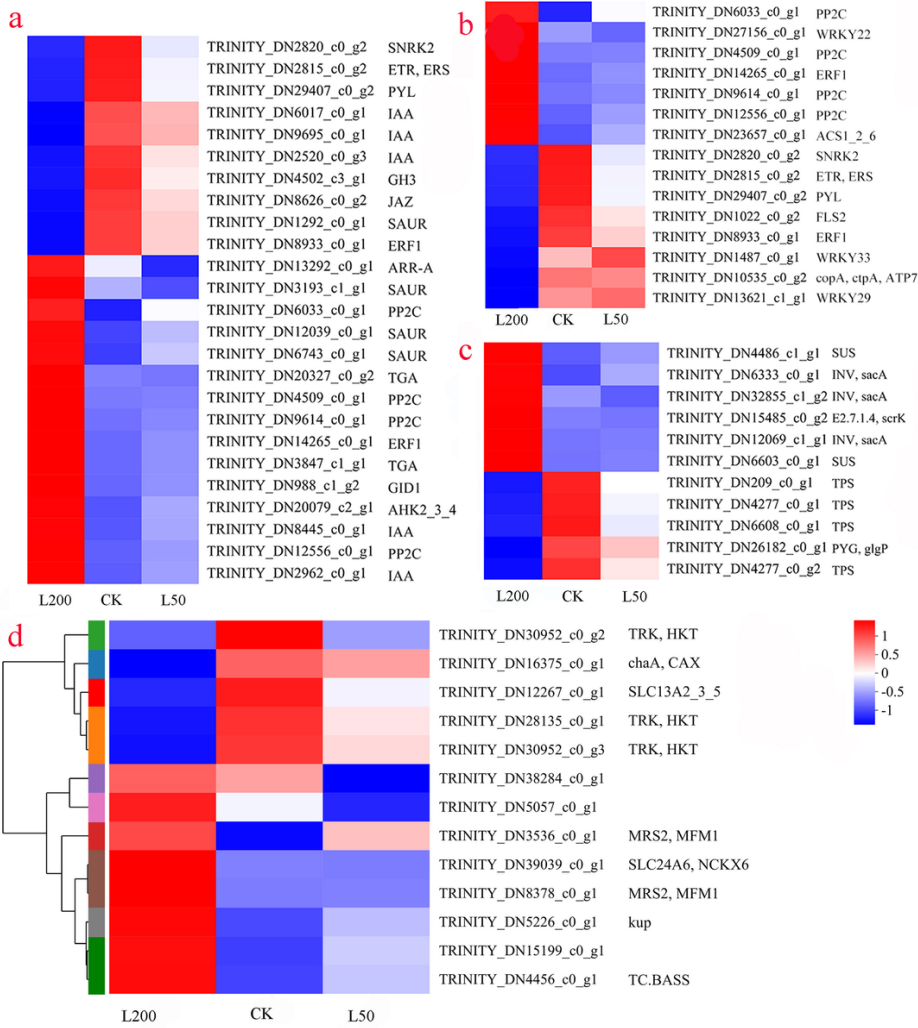 a
TRINITY_DN2820_c0_g2 SNRK2
TRINITY_DN2815_c0_g2 ETR, ERS
TRINITY_DN29407_c0_g2 PYL
TRINITY_DN6017_c0_g1 IAA
TRINITY_DN9695_c0_g1 IAA
TRINITY_DN2520_c0_g3 IAA
TRINITY_DN4502_c3_g1 GH3
TRINITY_DN8626_c0_g2 JAZ
TRINITY_DN1292_c0_g1 SAUR
TRINITY_DN8933_c0_g1 ERF1
TRINITY_DN13292_c0_g1 ARR-A
TRINITY_DN3193_c1_g1 SAUR
TRINITY_DN6033_c0_g1 PP2C
TRINITY_DN12039_c0_g1 SAUR
TRINITY_DN6743_c0_g1 SAUR
TRINITY_DN20327_c0_g2 TGA
TRINITY_DN4509_c0_g1 PP2C
TRINITY_DN9614_c0_g1 PP2C
TRINITY_DN14265_c0_g1 ERF1
TRINITY_DN3847_c1_g1 TGA
TRINITY_DN988_c1_g2 GID1
TRINITY_DN20079_c2_g1 AHK2_3_4
TRINITY_DN8445_c0_g1 IAA
TRINITY_DN12556_c0_g1 PP2C
TRINITY_DN2962_c0_g1 IAA
L200 CK L50
b
TRINITY_DN6033_c0_g1 PP2C
TRINITY_DN27156_c0_g1 WRKY22
TRINITY_DN4509_c0_g1 PP2C
TRINITY_DN14265_c0_g1 ERF1
TRINITY_DN9614_c0_g1 PP2C
TRINITY_DN12556_c0_g1 PP2C
TRINITY_DN23657_c0_g1 ACS1_2_6
TRINITY_DN2820_c0_g2 SNRK2
TRINITY_DN2815_c0_g2 ETR, ERS
TRINITY_DN29407_c0_g2 PYL
TRINITY_DN1022_c0_g2 FLS2
TRINITY_DN8933_c0_g1 ERF1
TRINITY_DN1487_c0_g1 WRKY33
TRINITY_DN10535_c0_g2 copA, ctpA, ATP7
TRINITY_DN13621_c1_g1 WRKY29
L200 CK L50
c
TRINITY_DN4486_c1_g1 SUS
TRINITY_DN6333_c0_g1 INV, sacA
TRINITY_DN32855_c1_g2 INV, sacA
TRINITY_DN15485_c0_g2 E2.7.1.4, scrK
TRINITY_DN12069_c1_g1 INV, sacA
TRINITY_DN6603_c0_g1 SUS
TRINITY_DN209_c0_g1 TPS
TRINITY_DN4277_c0_g1 TPS
TRINITY_DN6608_c0_g1 TPS
TRINITY_DN26182_c0_g1 PYG, glgP
TRINITY_DN4277_c0_g2 TPS
L200 CK L50
d
TRINITY_DN30952_c0_g2 TRK, HKT
TRINITY_DN16375_c0_g1 chaA, CAX
TRINITY_DN12267_c0_g1 SLC13A2_3_5
TRINITY_DN28135_c0_g1 TRK, HKT
TRINITY_DN30952_c0_g3 TRK, HKT
TRINITY_DN38284_c0_g1
TRINITY_DN5057_c0_g1
TRINITY_DN3536_c0_g1 MRS2, MFM1
TRINITY_DN39039_c0_g1 SLC24A6, NCKX6
TRINITY_DN8378_c0_g1 MRS2, MFM1
TRINITY_DN5226_c0_g1 kup
TRINITY_DN15199_c0_g1
TRINITY_DN4456_c0_g1 TC.BASS
L200 CK L50
1
0.5
0
-0.5
-1